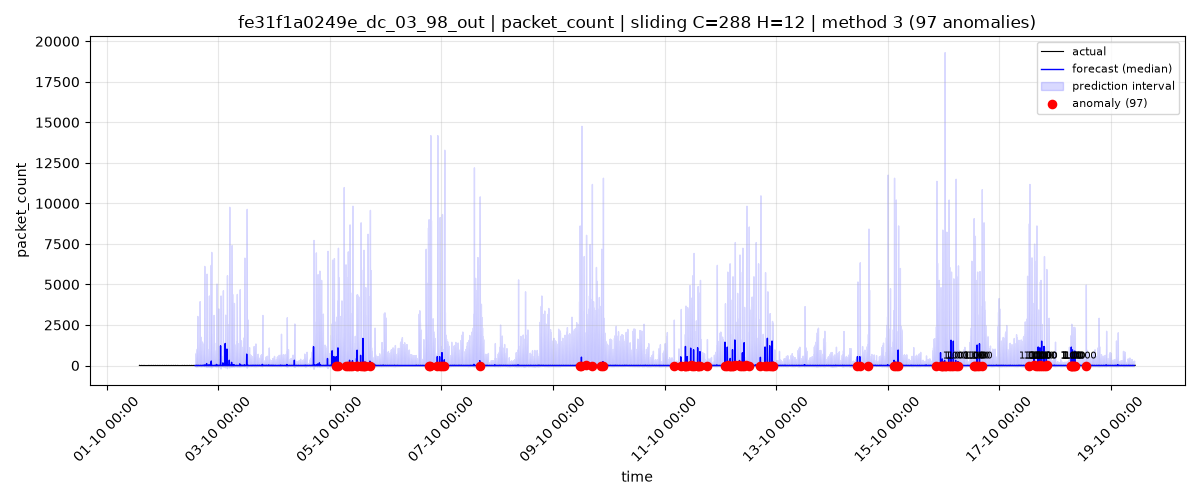 fe31f1a0249e_dc_03_98_out | packet_count | sliding C=288 H=12 | method 3 (97 anomalies)
20000
17500
15000
12500
10000
7500
5000
2500
0
packet_count
actual
forecast (median)
prediction interval
anomaly (97)
01-10 00:00
03-10 00:00
05-10 00:00
07-10 00:00
09-10 00:00
11-10 00:00
13-10 00:00
15-10 00:00
17-10 00:00
19-10 00:00
time